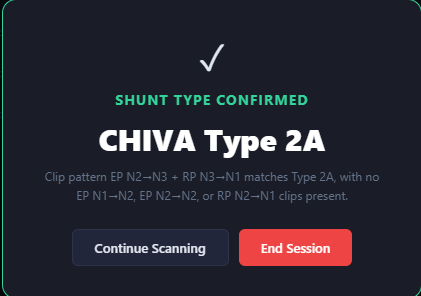 ✓
SHUNT TYPE CONFIRMED
CHIVA Type 2A
Clip pattern EP N2→N3 + RP N3→N1 matches Type 2A, with no
EP N1→N2, EP N2→N2, or RP N2→N1 clips present.
Continue Scanning
End Session